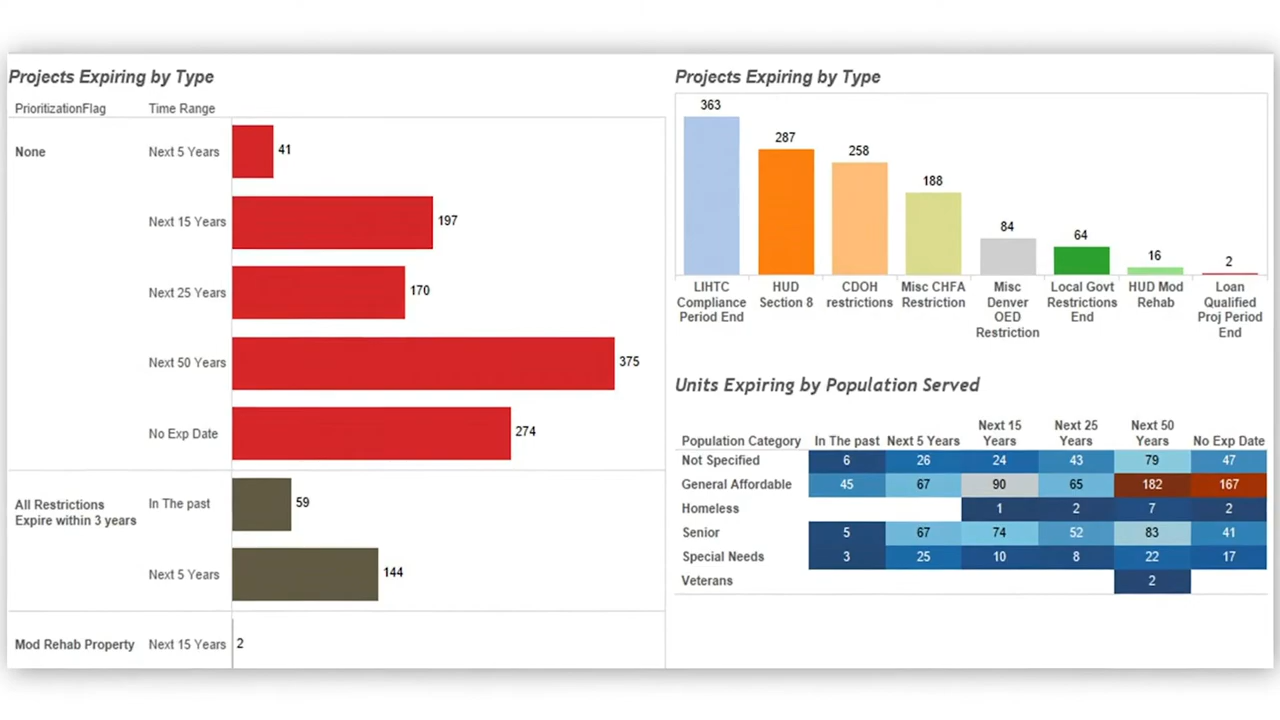 Projects Expiring by Type
PrioritizationFlag Time Range
None Next 5 Years 41
Next 15 Years 197
Next 25 Years 170
Next 50 Years 375
No Exp Date 274
All Restrictions
Expire within 3 years
In The past 59
Next 5 Years 144
Mod Rehab Property Next 15 Years 2
Projects Expiring by Type
363 287 258 188 84 64 16 2
LIHTC
Compliance
Period End
HUD
Section 8
CDOH
restrictions
Misc CHFA
Restriction
Misc
Denver
OED
Restriction
Local Govt
Restrictions
End
HUD Mod
Rehab
Loan
Qualified
Proj Period
End
Units Expiring by Population Served
Population Category In The past Next 5 Years Next 15 Years Next 25 Years Next 50 Years No Exp Date
Not Specified 6 26 24 43 79 47
General Affordable 45 67 90 65 182 167
Homeless 1 2 7 2
Senior 5 67 74 52 83 41
Special Needs 3 25 10 8 22 17
Veterans 2